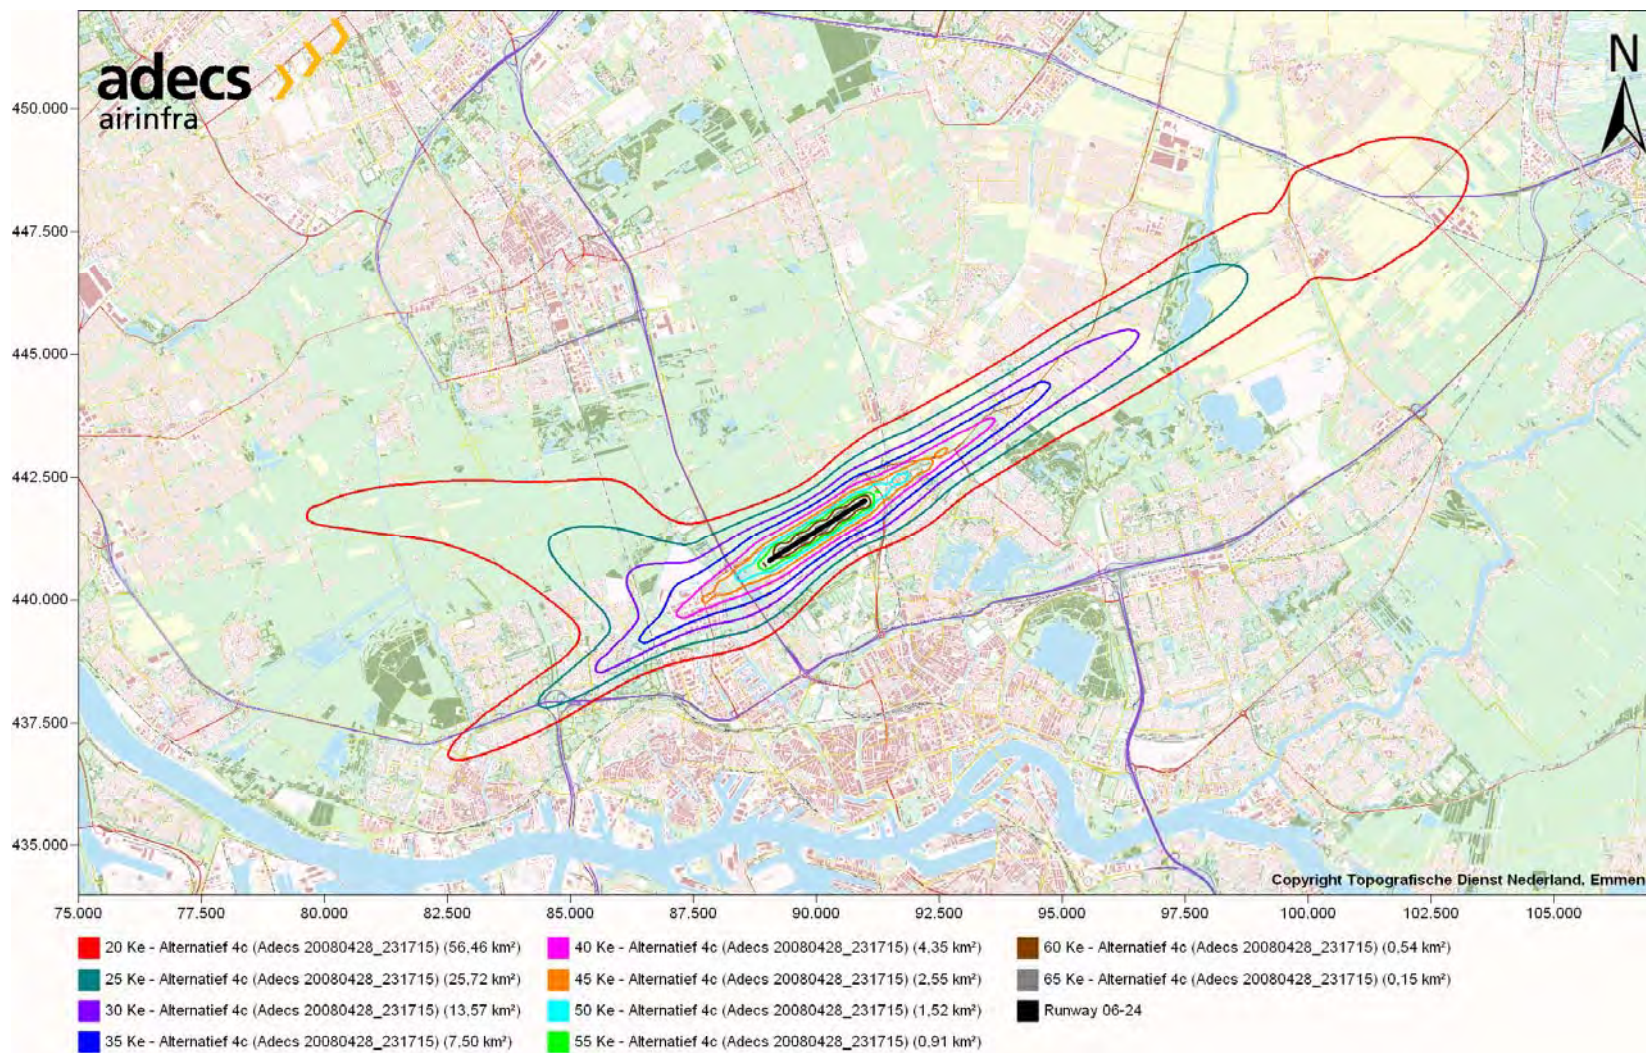 adecs
airinfra
N
450.000
447.500
445.000
442.500
440.000
437.500
435.000
Copyright Topografische Dienst Nederland, Emmen
75.000 77.500 80.000 82.500 85.000 87.500 90.000 92.500 95.000 97.500 100.000 102.500 105.000
20 Ke - Alternatief 4c (Adecs 20080428_231715) (56,46 km²)
25 Ke - Alternatief 4c (Adecs 20080428_231715) (25,72 km²)
30 Ke - Alternatief 4c (Adecs 20080428_231715) (13,57 km²)
35 Ke - Alternatief 4c (Adecs 20080428_231715) (7,50 km²)
40 Ke - Alternatief 4c (Adecs 20080428_231715) (4,35 km²)
45 Ke - Alternatief 4c (Adecs 20080428_231715) (2,55 km²)
50 Ke - Alternatief 4c (Adecs 20080428_231715) (1,52 km²)
55 Ke - Alternatief 4c (Adecs 20080428_231715) (0,91 km²)
60 Ke - Alternatief 4c (Adecs 20080428_231715) (0,54 km²)
65 Ke - Alternatief 4c (Adecs 20080428_231715) (0,15 km²)
Runway 06-24